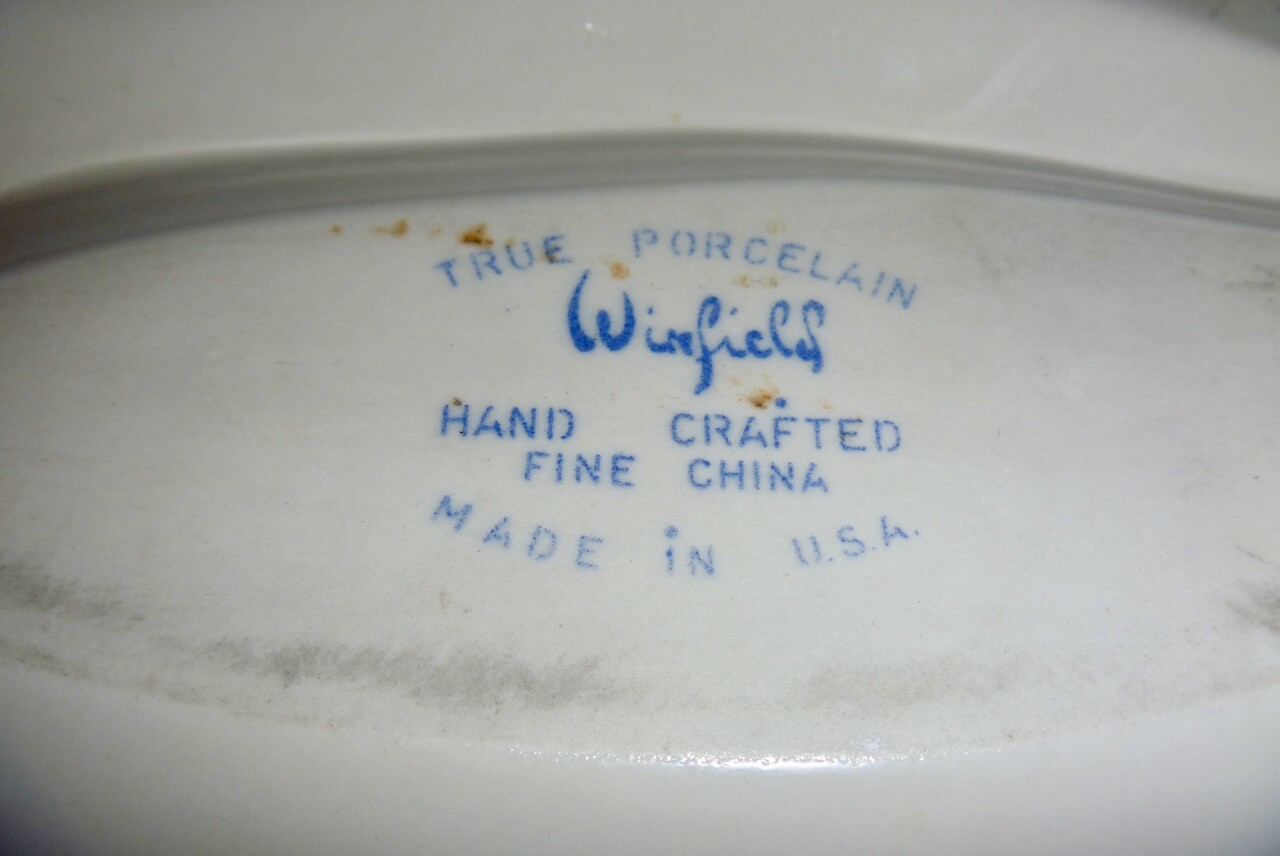 TRUE PORCELAIN
Winfield
HAND CRAFTED
FINE CHINA
MADE iN U.S.A.